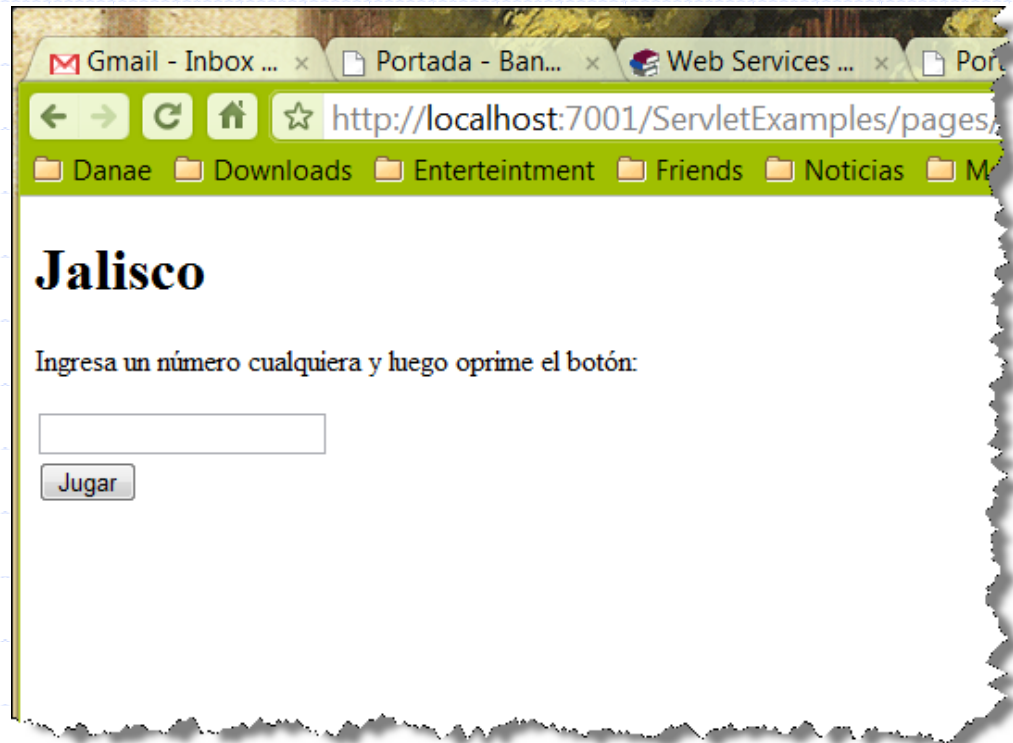 Gmail - Inbox ... × Portada - Ban... × Web Services ... × Por
http://localhost:7001/ServletExamples/pages/
Danae Downloads Enterteintment Friends Noticias M
Jalisco
Ingresa un número cualquiera y luego oprime el botón:
Jugar